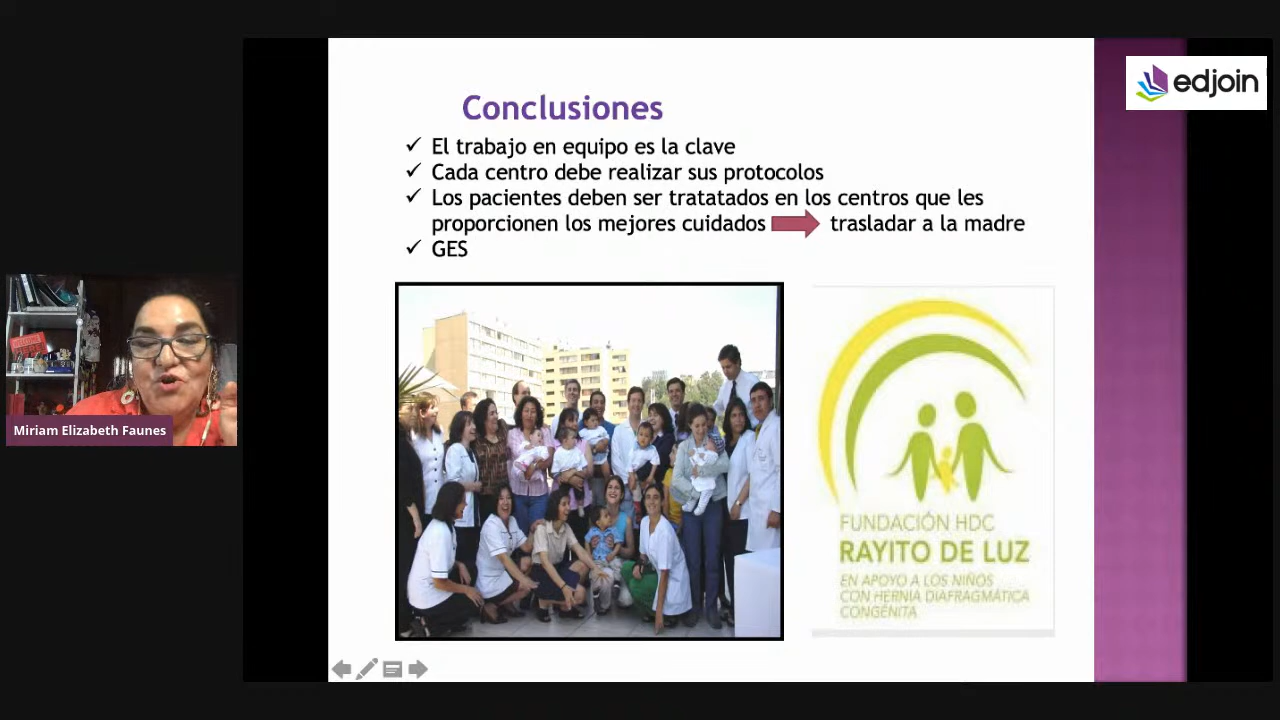 edjoin
Conclusiones
✓ El trabajo en equipo es la clave
✓ Cada centro debe realizar sus protocolos
✓ Los pacientes deben ser tratatados en los centros que les
proporcionen los mejores cuidados trasladar a la madre
✓ GES
Miriam Elizabeth Faunes
FUNDACIÓN HDC
RAYITO DE LUZ
EN APOYO A LOS NIÑOS
CON HERNIA DIAFRAGMÁTICA
CONGÉNITA